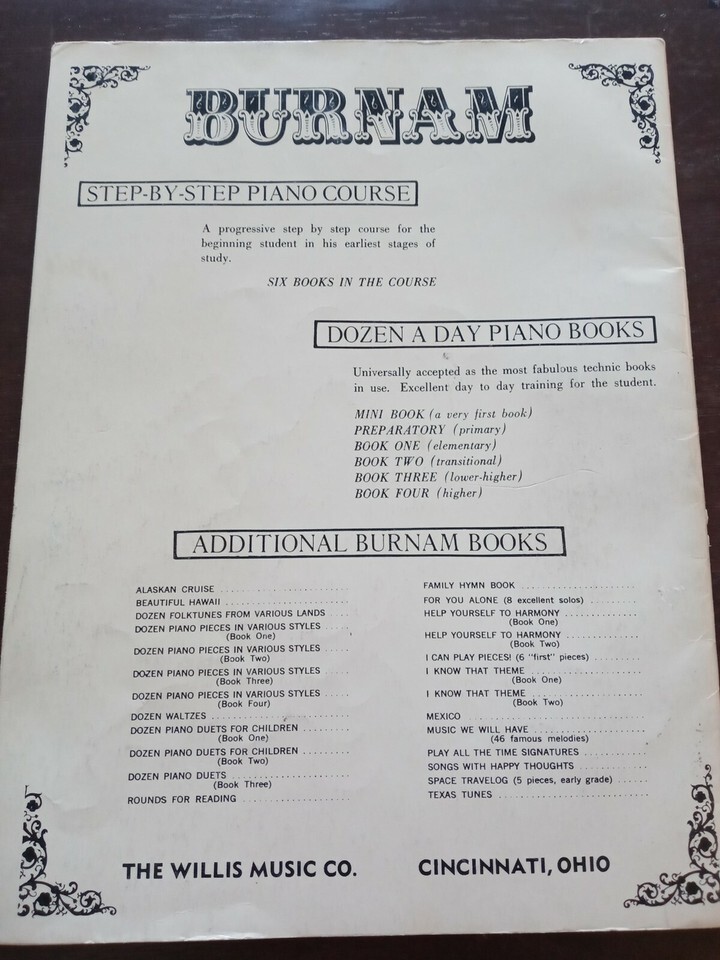 BURNAM
STEP-BY-STEP PIANO COURSE
A progressive step by step course for the
beginning student in his earliest stages of
study.
SIX BOOKS IN THE COURSE
DOZEN A DAY PIANO BOOKS
Universally accepted as the most fabulous technic books
in use. Excellent day to day training for the student.
MINI BOOK (a very first book)
PREPARATORY (primary)
BOOK ONE (elementary)
BOOK TWO (transitional)
BOOK THREE (lower-higher)
BOOK FOUR (higher)
ADDITIONAL BURNAM BOOKS
ALASKAN CRUISE
BEAUTIFUL HAWAII
DOZEN FOLKTUNES FROM VARIOUS LANDS
DOZEN PIANO PIECES IN VARIOUS STYLES
(Book One)
DOZEN PIANO PIECES IN VARIOUS STYLES
(Book Two)
DOZEN PIANO PIECES IN VARIOUS STYLES
(Book Three)
DOZEN PIANO PIECES IN VARIOUS STYLES
(Book Four)
DOZEN WALTZES
DOZEN PIANO DUETS FOR CHILDREN
(Book One)
DOZEN PIANO DUETS FOR CHILDREN
(Book Two)
DOZEN PIANO DUETS
(Book Three)
ROUNDS FOR READING
FAMILY HYMN BOOK
FOR YOU ALONE (8 excellent solos)
HELP YOURSELF TO HARMONY
(Book One)
HELP YOURSELF TO HARMONY
(Book Two)
I CAN PLAY PIECES! (6 "first" pieces)
I KNOW THAT THEME
(Book One)
I KNOW THAT THEME
(Book Two)
MEXICO
MUSIC WE WILL HAVE
(46 famous melodies)
PLAY ALL THE TIME SIGNATURES
SONGS WITH HAPPY THOUGHTS
SPACE TRAVELOG (5 pieces, early grade)
TEXAS TUNES
THE WILLIS MUSIC CO. CINCINNATI, OHIO